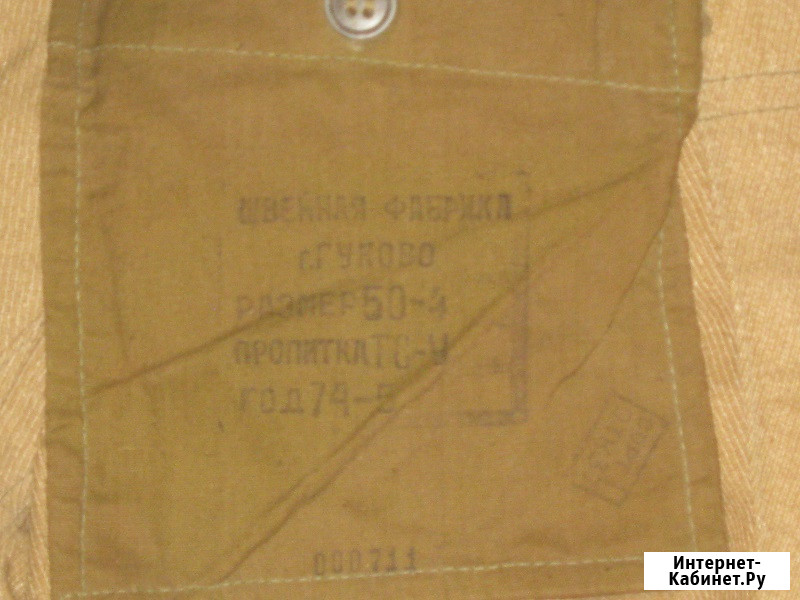 ШВЕЙНАЯ ФАБРИКА
г.ГУКОВО
РАЗМЕР 50-4
ПРОПИТКА ТС-У
ГОД 74-
000711
Интернет-
Кабинет.Ру